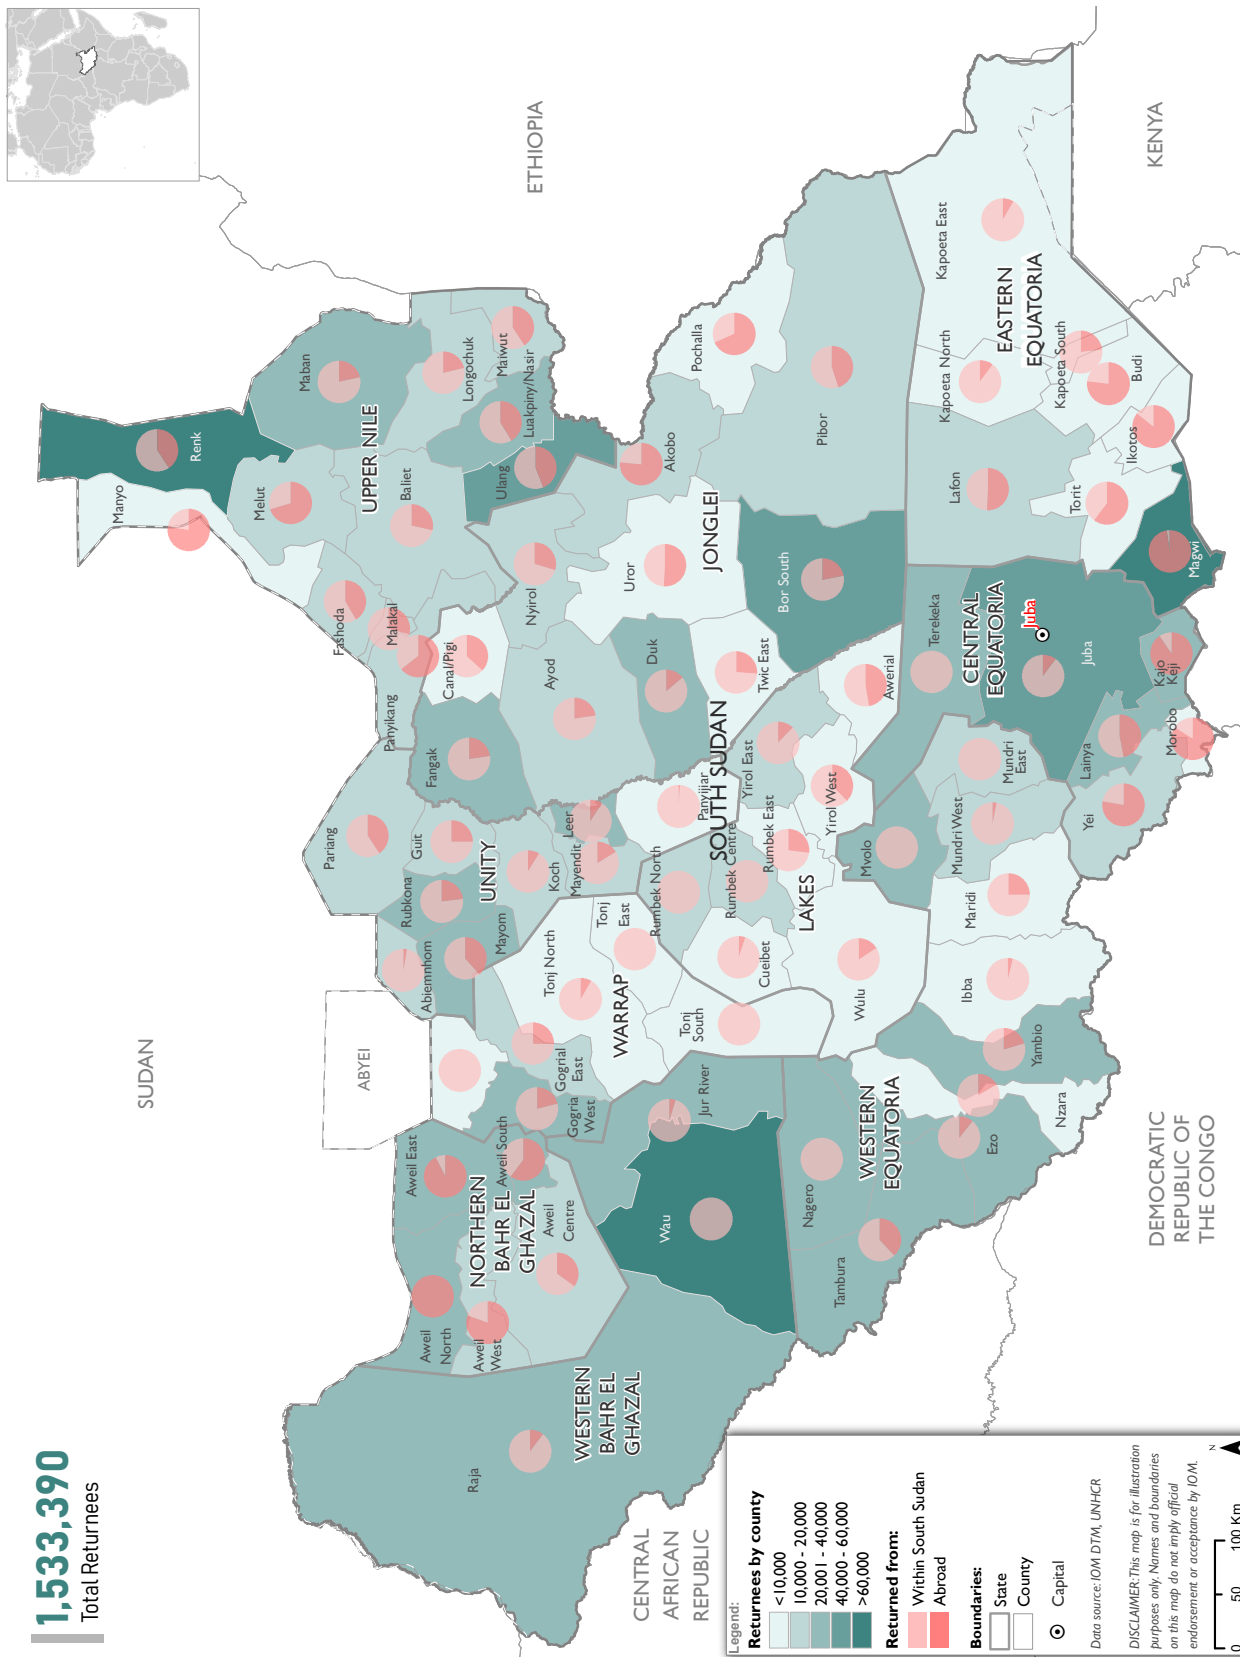 1,533,390
Total Returnees
SUDAN
ETHIOPIA
KENYA
DEMOCRATIC
REPUBLIC OF
THE CONGO
CENTRAL
AFRICAN
REPUBLIC
ABYEI
SOUTH SUDAN
UPPER NILE
Renk
Manyo
Melut
Maban
Fashoda
Malakal
Baliet
Longochuk
Maiwut
Luakpiny/Nasir
Ulang
Panyikang
UNITY
Pariang
Rubkona
Guit
Abiemnhom
Mayom
Koch
Mayendit
Leer
Panyijiar
JONGLEI
Canal/Pigi
Fangak
Nyirol
Ayod
Akobo
Uror
Duk
Twic East
Bor South
Pibor
Pochalla
WARRAP
Gogrial
East
Gogria
West
Tonj North
Tonj
East
Tonj
South
NORTHERN
BAHR EL
GHAZAL
Aweil East
Aweil
North
Aweil
West
Aweil South
Aweil
Centre
WESTERN
BAHR EL
GHAZAL
Raja
Wau
Jur River
LAKES
Rumbek North
Rumbek Centre
Rumbek East
Cueibet
Wulu
Yirol East
Yirol West
Awerial
WESTERN
EQUATORIA
Tambura
Nagero
Ezo
Nzara
Yambio
Ibba
Maridi
Mvolo
Mundri West
Mundri
East
CENTRAL
EQUATORIA
Terekeka
Juba
Juba
Lainya
Yei
Morobo
Kajo
Keji
EASTERN
EQUATORIA
Lafon
Torit
Magwi
Ikotos
Budi
Kapoeta South
Kapoeta North
Kapoeta East
Legend:
Returnees by county
<10,000
10,000 - 20,000
20,001 - 40,000
40,000 - 60,000
>60,000
Returned from:
Within South Sudan
Abroad
Boundaries:
State
County
Capital
Data source: IOM DTM, UNHCR
DISCLAIMER: This map is for illustration
purposes only. Names and boundaries
on this map do not imply official
endorsement or acceptance by IOM.
N
0 50 100 Km